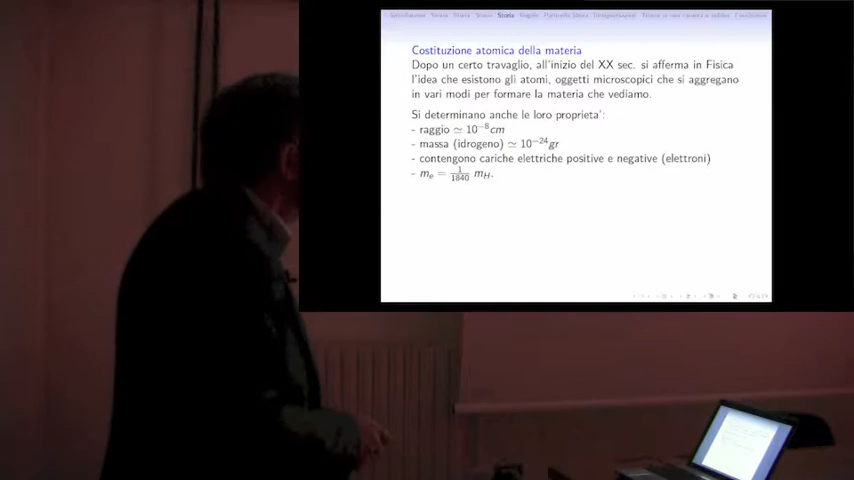 Storia
Costituzione atomica della materia
Dopo un certo travaglio, all'inizio del XX sec. si afferma in Fisica
l'idea che esistono gli atomi, oggetti microscopici che si aggregano
in vari modi per formare la materia che vediamo.
Si determinano anche le loro proprieta':
- raggio ≃ 10⁻⁸cm
- massa (idrogeno) ≃ 10⁻²⁴gr
- contengono cariche elettriche positive e negative (elettroni)
- mₑ = 1/1840 m_H.